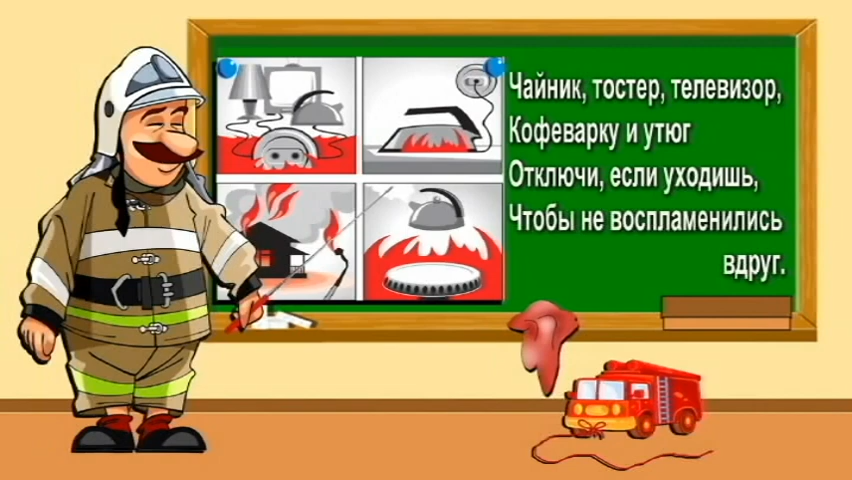 Чайник, тостер, телевизор,
Кофеварку и утюг
Отключи, если уходишь,
Чтобы не воспламенились
вдруг.